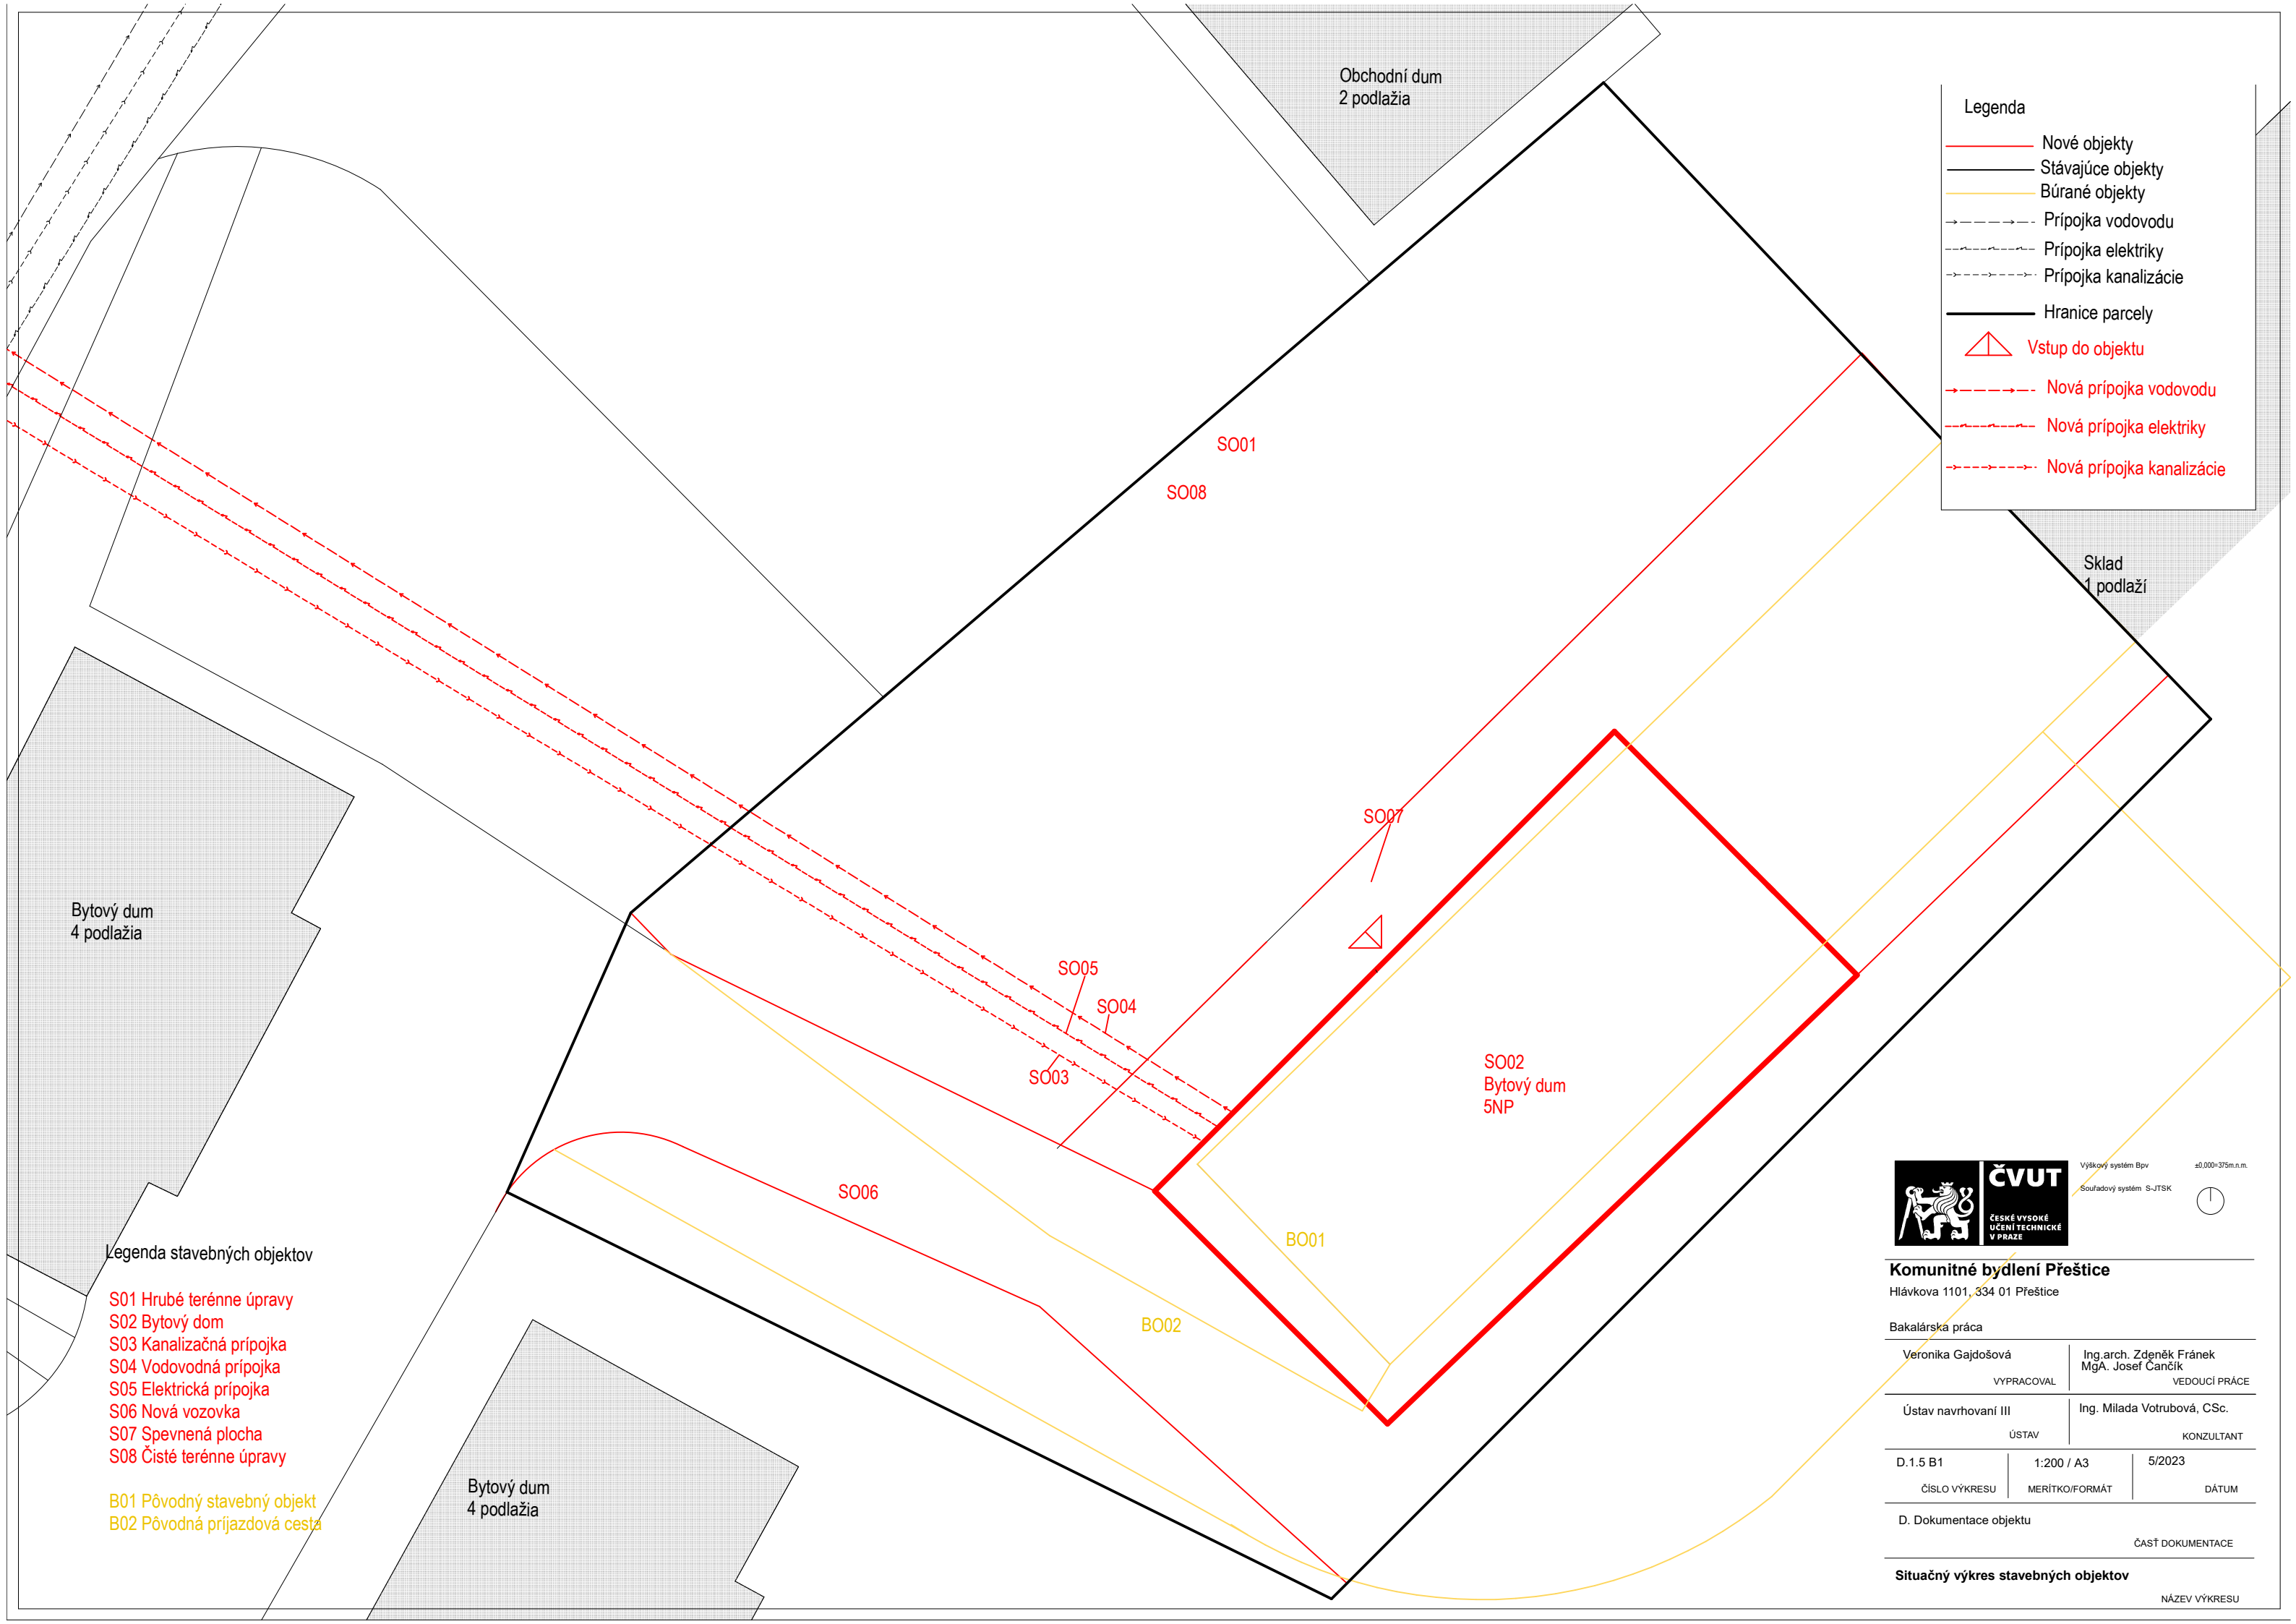 Obchodní dum
2 podlažia
Legenda
Nové objekty
Stávajúce objekty
Búrané objekty
Prípojka vodovodu
Prípojka elektriky
Prípojka kanalizácie
Hranice parcely
Vstup do objektu
Nová prípojka vodovodu
Nová prípojka elektriky
Nová prípojka kanalizácie
SO01
SO08
Sklad
1 podlaží
SO07
Bytový dum
4 podlažia
SO05
SO04
SO03
SO02
Bytový dum
5NP
SO06
BO01
BO02
Legenda stavebných objektov
S01 Hrubé terénne úpravy
S02 Bytový dom
S03 Kanalizačná prípojka
S04 Vodovodná prípojka
S05 Elektrická prípojka
S06 Nová vozovka
S07 Spevnená plocha
S08 Čisté terénne úpravy
B01 Pôvodný stavebný objekt
B02 Pôvodná príjazdová cesta
Bytový dum
4 podlažia
ČVUT
ČESKÉ VYSOKÉ
UČENÍ TECHNICKÉ
V PRAZE
Výškový systém Bpv
±0,000=375m.n.m.
Souřadový systém S-JTSK
Komunitné bydlení Přeštice
Hlávkova 1101, 334 01 Přeštice
Bakalárska práca
Veronika Gajdošová
VYPRACOVAL
Ing.arch. Zdeněk Fránek
MgA. Josef Čančík
VEDOUCÍ PRÁCE
Ústav navrhovaní III
ÚSTAV
Ing. Milada Votrubová, CSc.
KONZULTANT
D.1.5 B1
ČÍSLO VÝKRESU
1:200 / A3
MERÍTKO/FORMÁT
5/2023
DÁTUM
D. Dokumentace objektu
ČASŤ DOKUMENTACE
Situačný výkres stavebných objektov
NÁZEV VÝKRESU